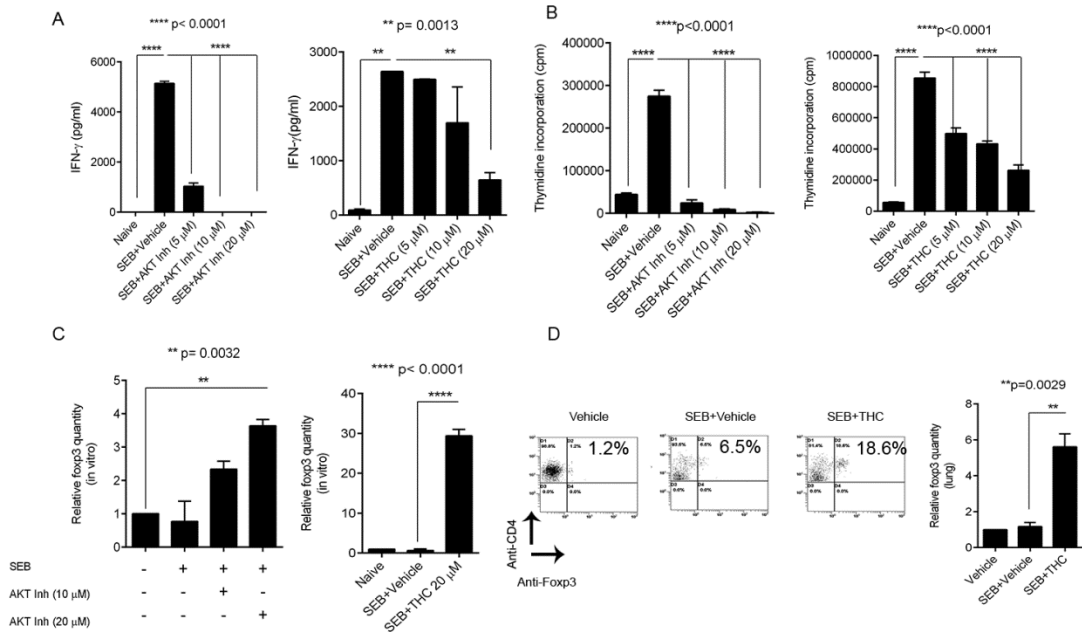 A
**** p< 0.0001
****
****
IFN-γ (pg/ml)
6000
4000
2000
0
Naive
SEB+Vehicle
SEB+AKT Inh (5 μM)
SEB+AKT Inh (10 μM)
SEB+AKT Inh (20 μM)
** p= 0.0013
**
**
IFN-γ(pg/ml)
3000
2000
1000
0
Naive
SEB+Vehicle
SEB+THC (5 μM)
SEB+THC (10 μM)
SEB+THC (20 μM)
B
****p<0.0001
****
****
Thymidine incorporation (cpm)
400000
300000
200000
100000
0
Naive
SEB+Vehicle
SEB+AKT Inh (5 μM)
SEB+AKT Inh (10 μM)
SEB+AKT Inh (20 μM)
****p<0.0001
****
****
Thymidine incorporation (cpm)
1000000
800000
600000
400000
200000
0
Naive
SEB+Vehicle
SEB+THC (5 μM)
SEB+THC (10 μM)
SEB+THC (20 μM)
C
** p= 0.0032
**
Relative foxp3 quantity
(in vitro)
5
4
3
2
1
0
SEB - + + +
AKT Inh (10 μM) - - + -
AKT Inh (20 μM) - - - +
**** p< 0.0001
****
Relative foxp3 quantity
(in vitro)
40
30
20
10
0
Naive
SEB+Vehicle
SEB+THC 20 μM
D
Vehicle
1.2%
SEB+Vehicle
6.5%
SEB+THC
18.6%
Anti-CD4
Anti-Foxp3
**p=0.0029
**
Relative foxp3 quantity
(lung)
8
6
4
2
0
Vehicle
SEB+Vehicle
SEB+THC